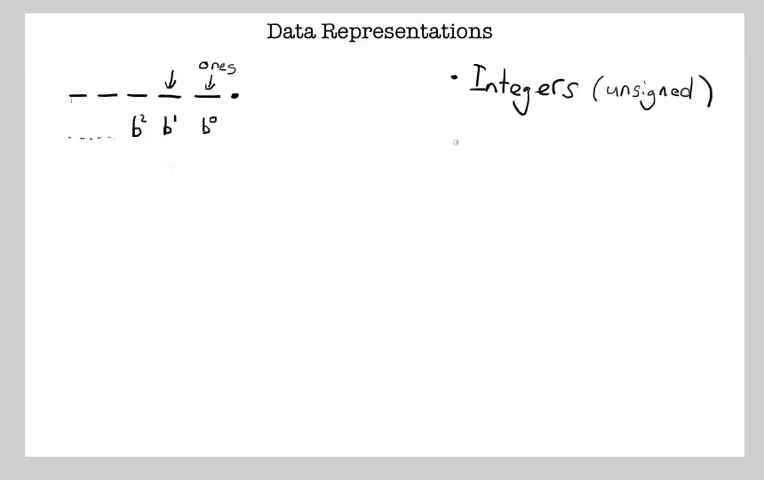 Data Representations
ones
b² b¹ b⁰
• Integers (unsigned)